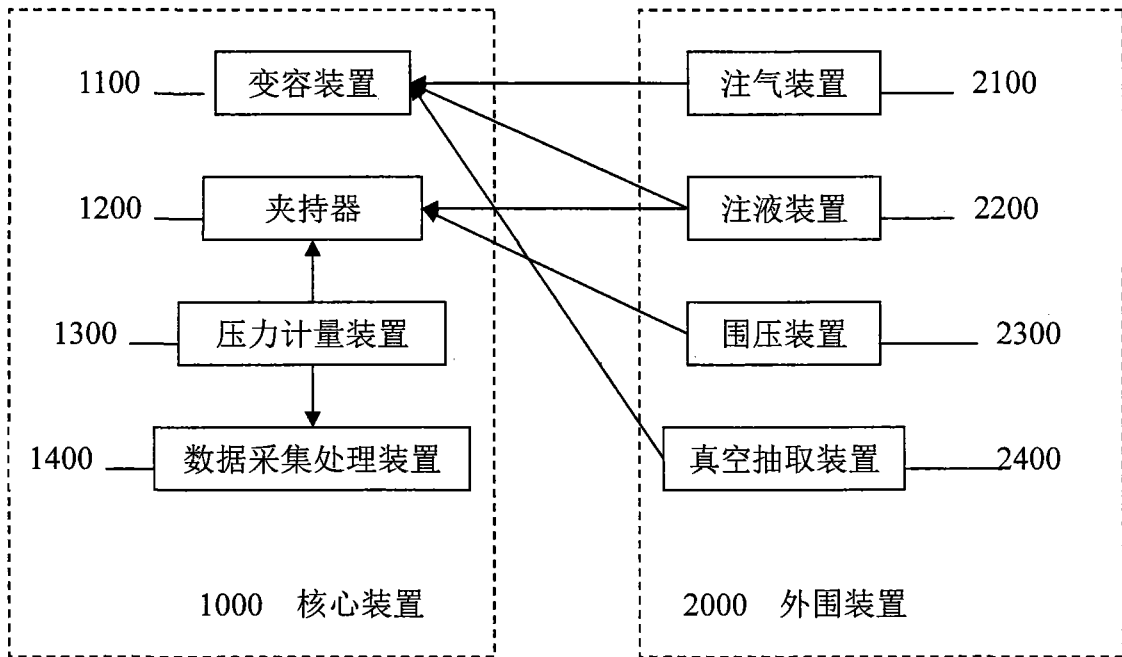 1100 变容装置 注气装置 2100
1200 夹持器 注液装置 2200
1300 压力计量装置 围压装置 2300
1400 数据采集处理装置 真空抽取装置 2400
1000 核心装置 2000 外围装置